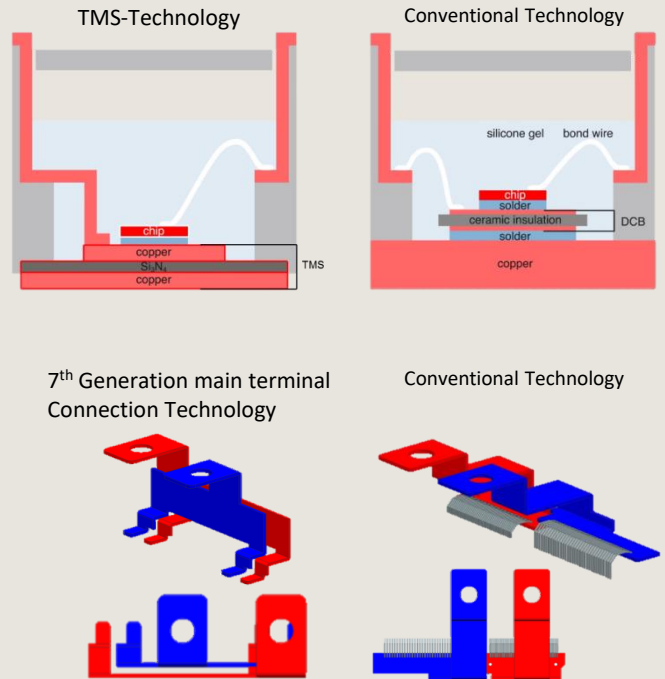 TMS-Technology
Conventional Technology
chip
copper
Si₃N₄
copper
TMS
silicone gel bond wire
chip
solder
ceramic insulation
solder
DCB
copper
7th Generation main terminal
Connection Technology
Conventional Technology